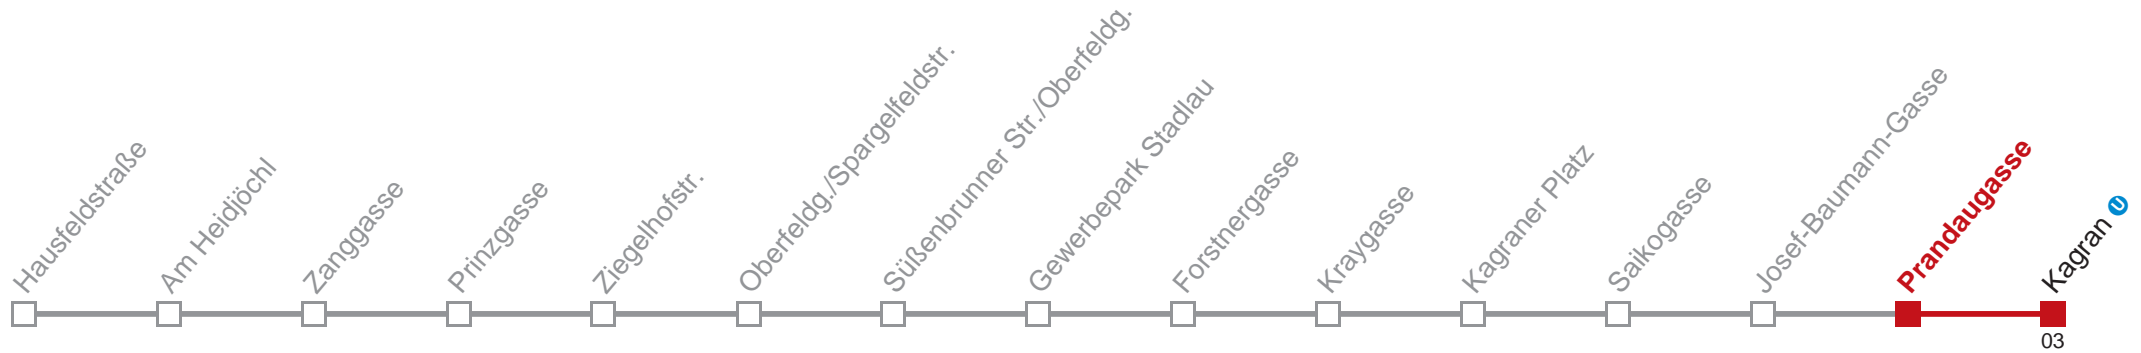 Hausfeldstraße
Am Heidjöchl
Zanggasse
Prinzgasse
Ziegelhofstr.
Oberfeldg./Spargelfeldstr.
Süßenbrunner Str./Oberfeldg.
Gewerbepark Stadlau
Forstnergasse
Kraygasse
Kagraner Platz
Saikogasse
Josef-Baumann-Gasse
Prandaugasse
Kagran U
03